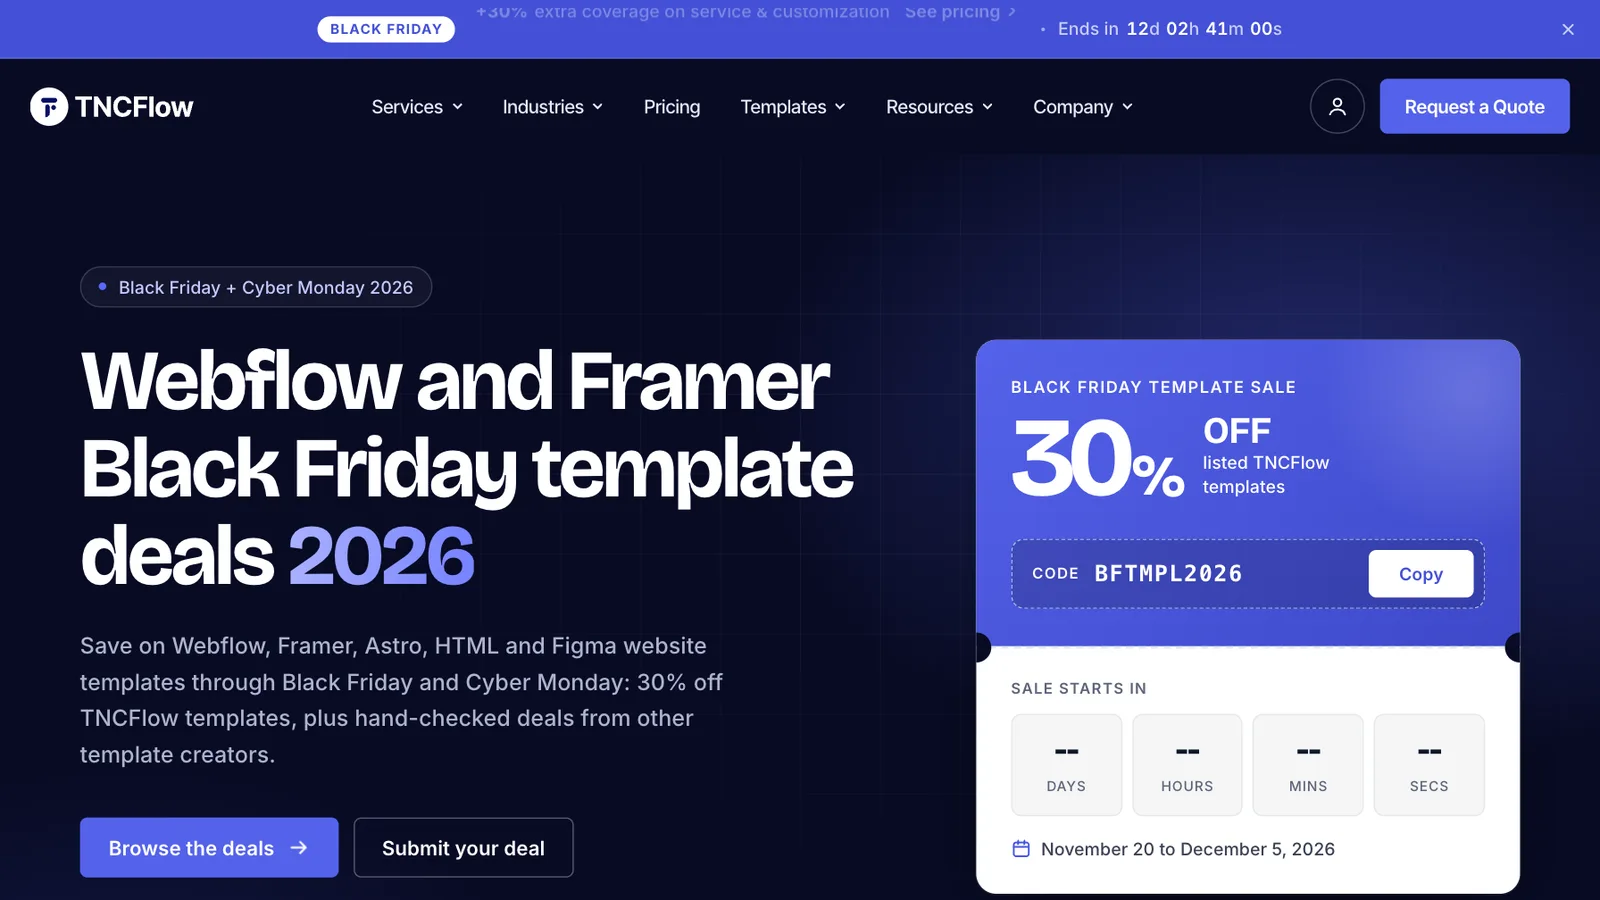 +30% extra coverage on service & customization See pricing
BLACK FRIDAY
• Ends in 12d 02h 41m 00s
TNCFlow
Services
Industries
Pricing
Templates
Resources
Company
Request a Quote
Black Friday + Cyber Monday 2026
Webflow and Framer
Black Friday template
deals 2026
Save on Webflow, Framer, Astro, HTML and Figma website
templates through Black Friday and Cyber Monday: 30% off
TNCFlow templates, plus hand-checked deals from other
template creators.
Browse the deals →
Submit your deal
BLACK FRIDAY TEMPLATE SALE
30% OFF
listed TNCFlow
templates
CODE BFTMPL2026
Copy
SALE STARTS IN
-- -- -- --
DAYS HOURS MINS SECS
November 20 to December 5, 2026